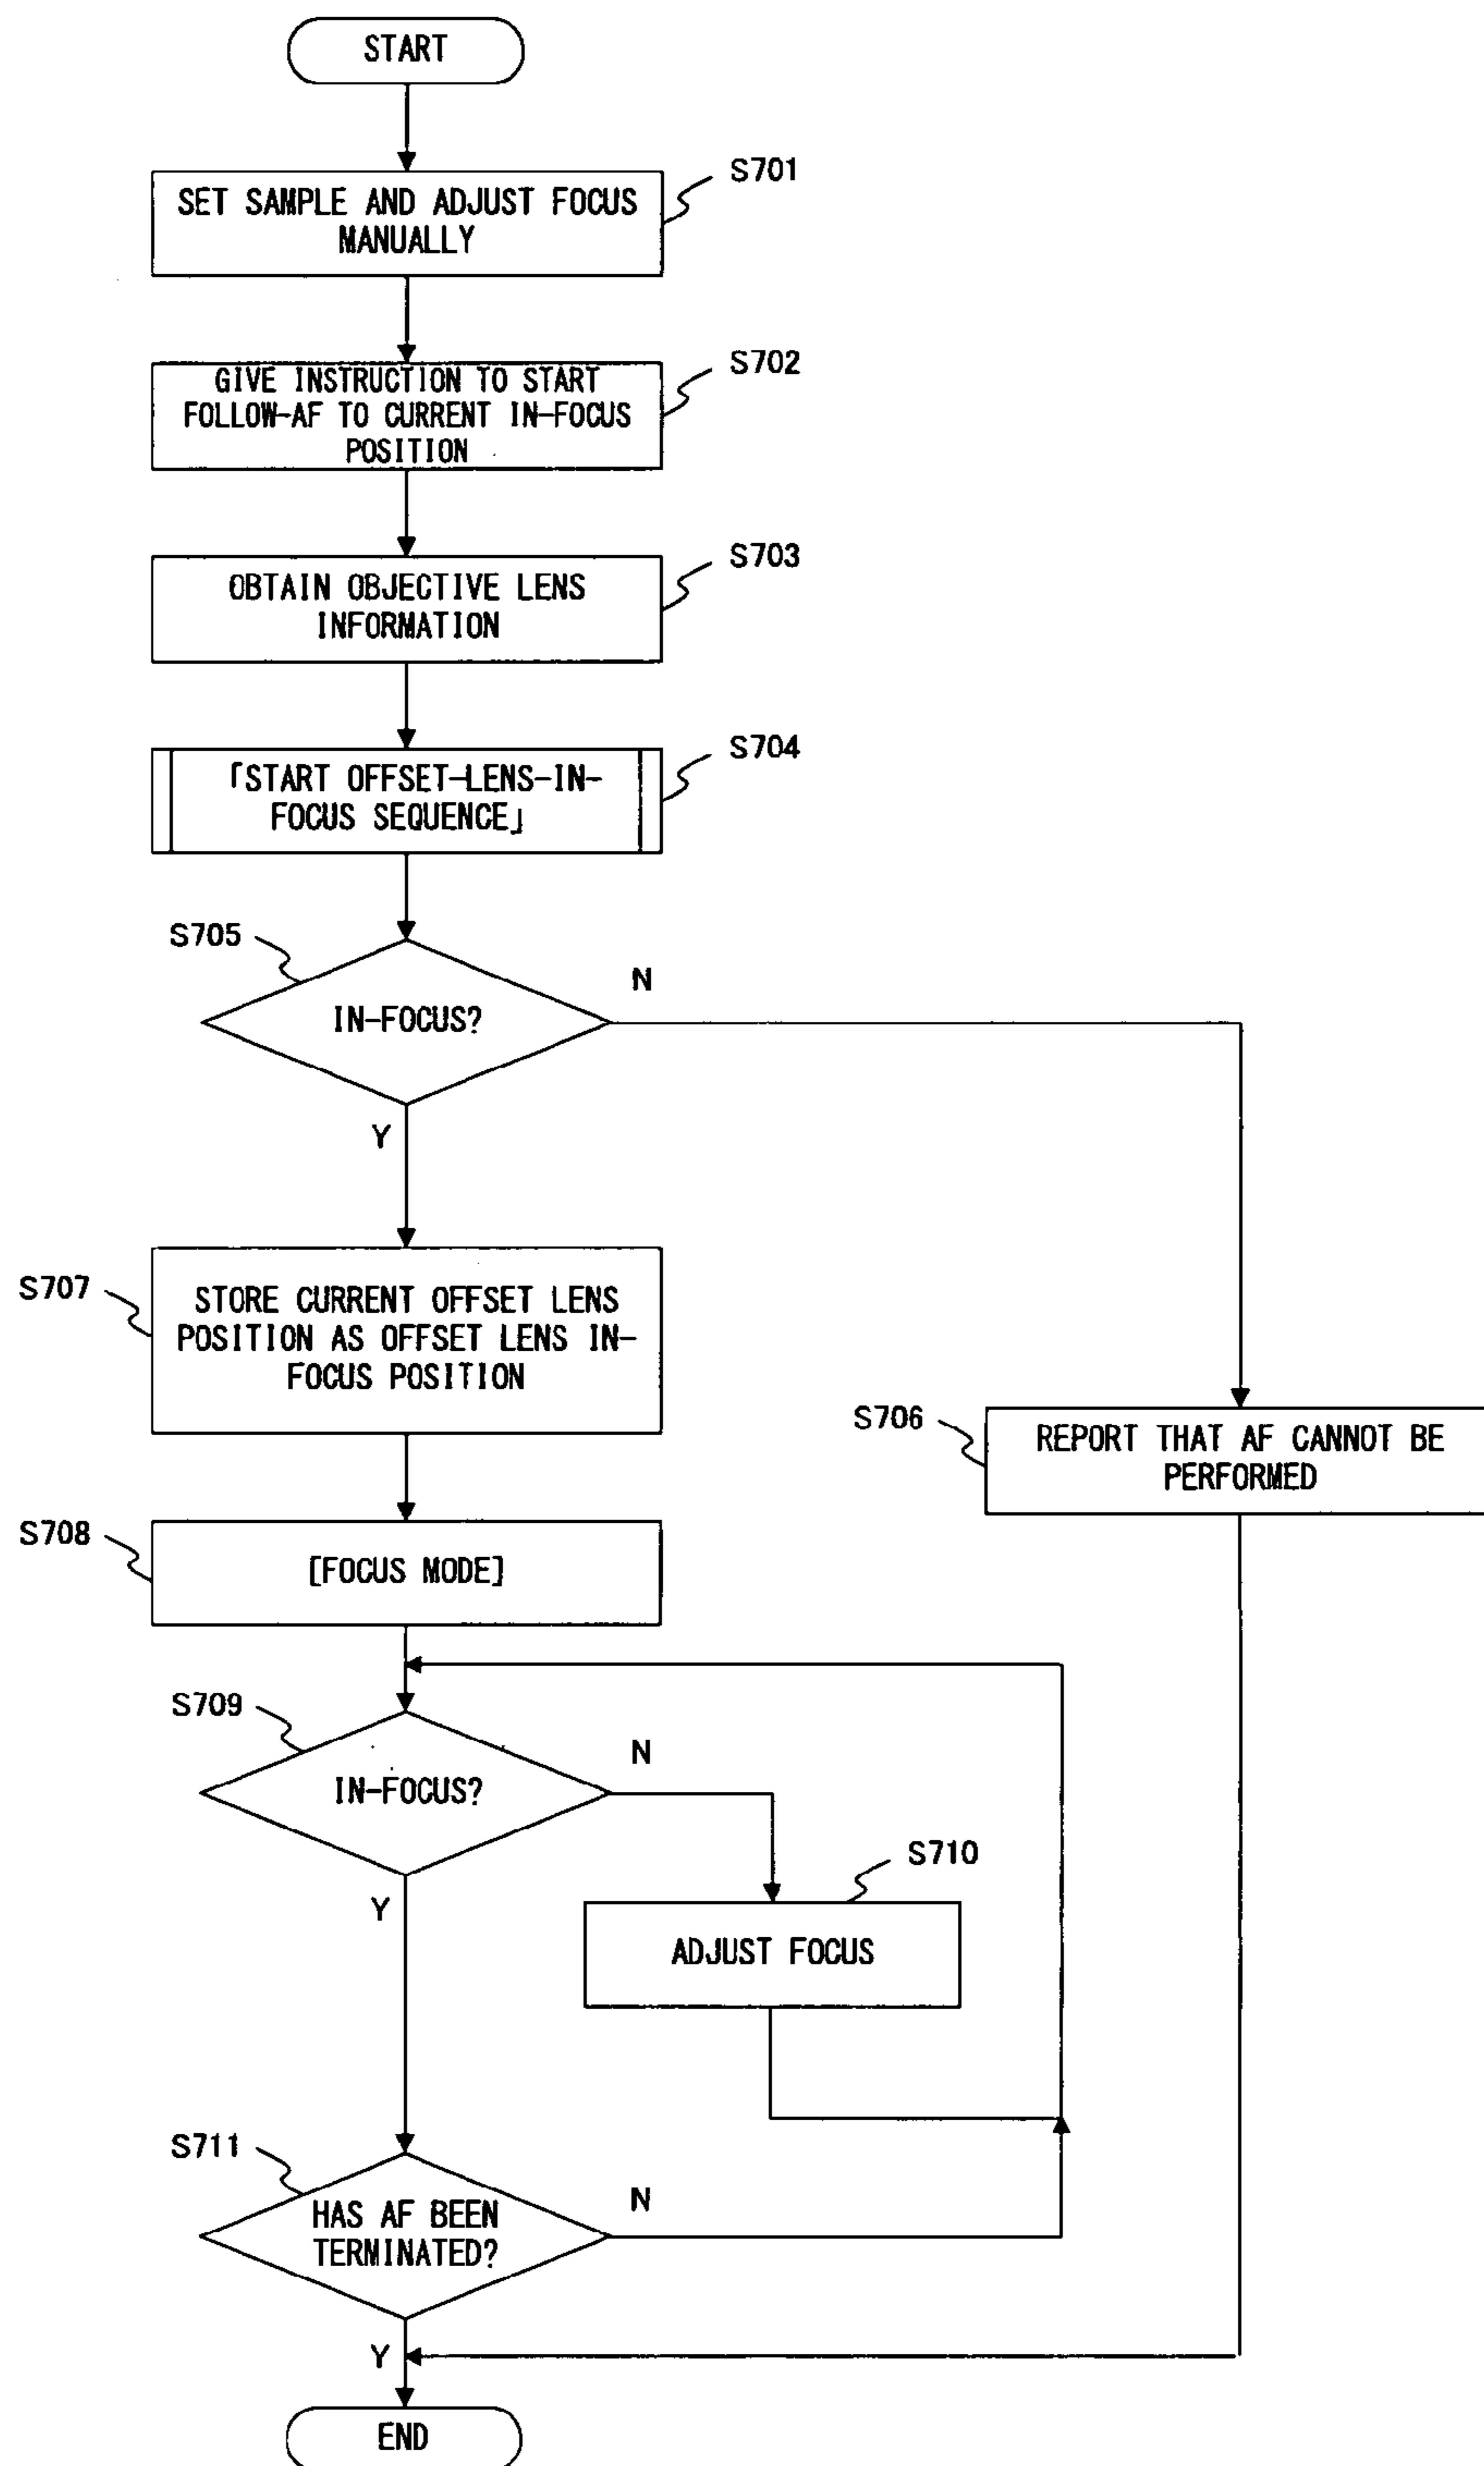 START
S701
SET SAMPLE AND ADJUST FOCUS
MANUALLY
S702
GIVE INSTRUCTION TO START
FOLLOW-AF TO CURRENT IN-FOCUS
POSITION
S703
OBTAIN OBJECTIVE LENS
INFORMATION
S704
「START OFFSET-LENS-IN-
FOCUS SEQUENCE」
S705
IN-FOCUS?
N
Y
S707
STORE CURRENT OFFSET LENS
POSITION AS OFFSET LENS IN-
FOCUS POSITION
S706
REPORT THAT AF CANNOT BE
PERFORMED
S708
[FOCUS MODE]
S709
IN-FOCUS?
N
Y
S710
ADJUST FOCUS
S711
HAS AF BEEN
TERMINATED?
N
Y
END